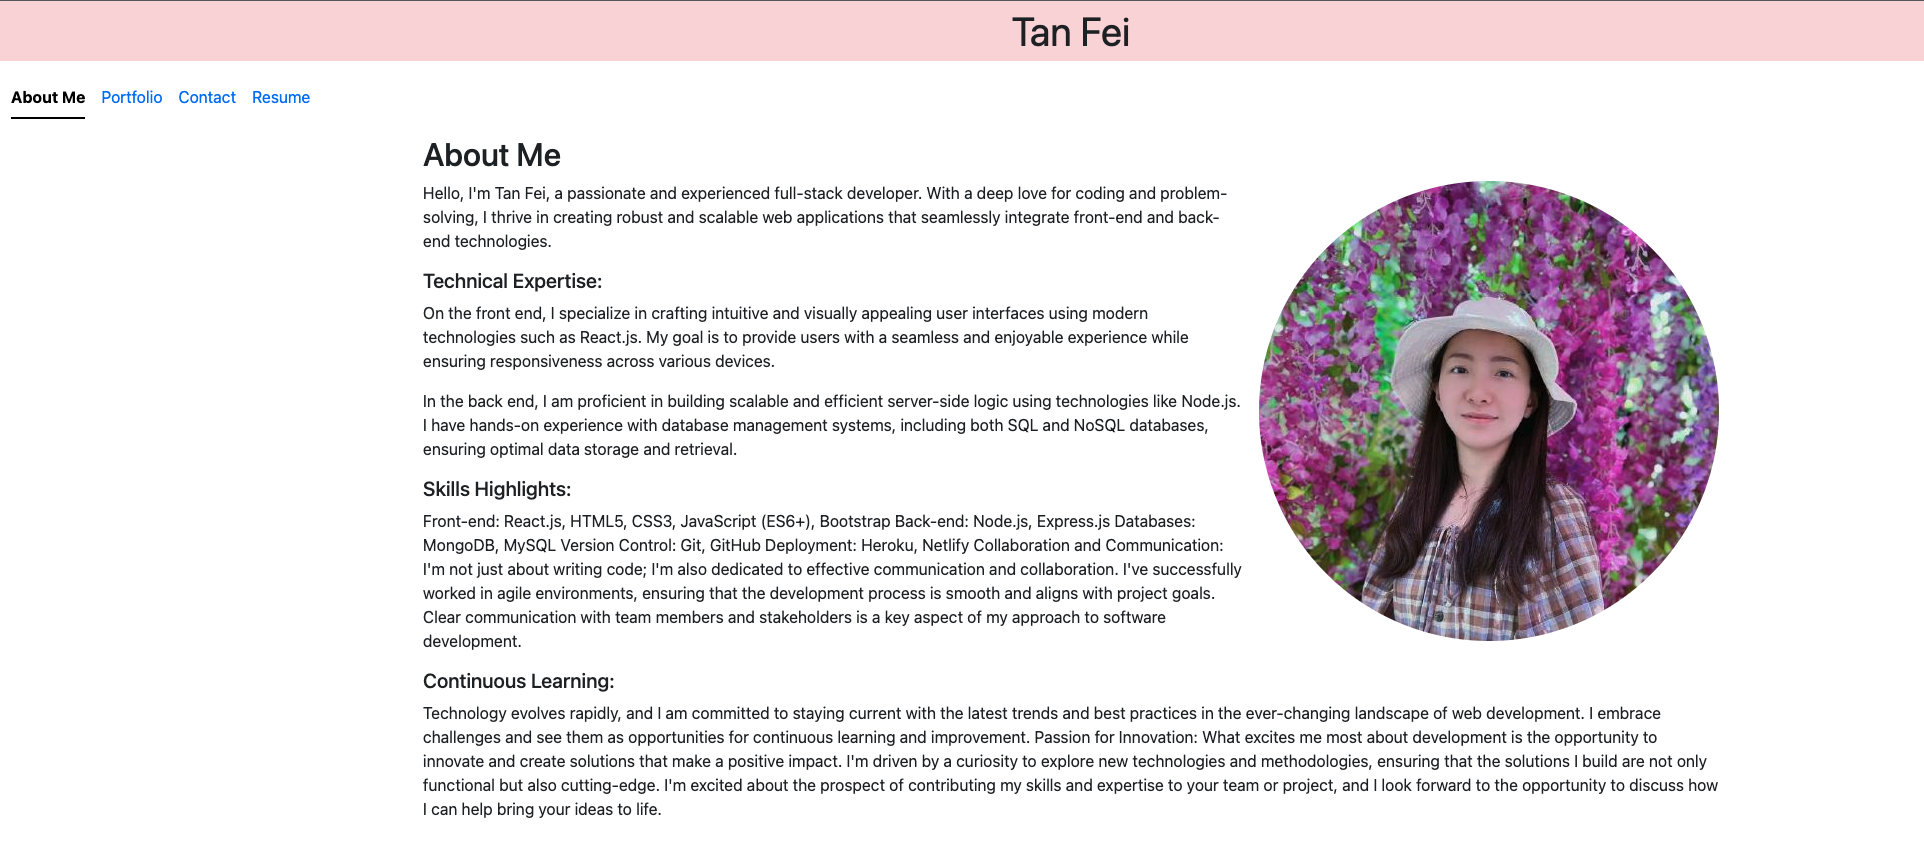 Tan Fei
About Me Portfolio Contact Resume
About Me
Hello, I'm Tan Fei, a passionate and experienced full-stack developer. With a deep love for coding and problem-
solving, I thrive in creating robust and scalable web applications that seamlessly integrate front-end and back-
end technologies.
Technical Expertise:
On the front end, I specialize in crafting intuitive and visually appealing user interfaces using modern
technologies such as React.js. My goal is to provide users with a seamless and enjoyable experience while
ensuring responsiveness across various devices.
In the back end, I am proficient in building scalable and efficient server-side logic using technologies like Node.js.
I have hands-on experience with database management systems, including both SQL and NoSQL databases,
ensuring optimal data storage and retrieval.
Skills Highlights:
Front-end: React.js, HTML5, CSS3, JavaScript (ES6+), Bootstrap Back-end: Node.js, Express.js Databases:
MongoDB, MySQL Version Control: Git, GitHub Deployment: Heroku, Netlify Collaboration and Communication:
I'm not just about writing code; I'm also dedicated to effective communication and collaboration. I've successfully
worked in agile environments, ensuring that the development process is smooth and aligns with project goals.
Clear communication with team members and stakeholders is a key aspect of my approach to software
development.
Continuous Learning:
Technology evolves rapidly, and I am committed to staying current with the latest trends and best practices in the ever-changing landscape of web development. I embrace
challenges and see them as opportunities for continuous learning and improvement. Passion for Innovation: What excites me most about development is the opportunity to
innovate and create solutions that make a positive impact. I'm driven by a curiosity to explore new technologies and methodologies, ensuring that the solutions I build are not only
functional but also cutting-edge. I'm excited about the prospect of contributing my skills and expertise to your team or project, and I look forward to the opportunity to discuss how
I can help bring your ideas to life.